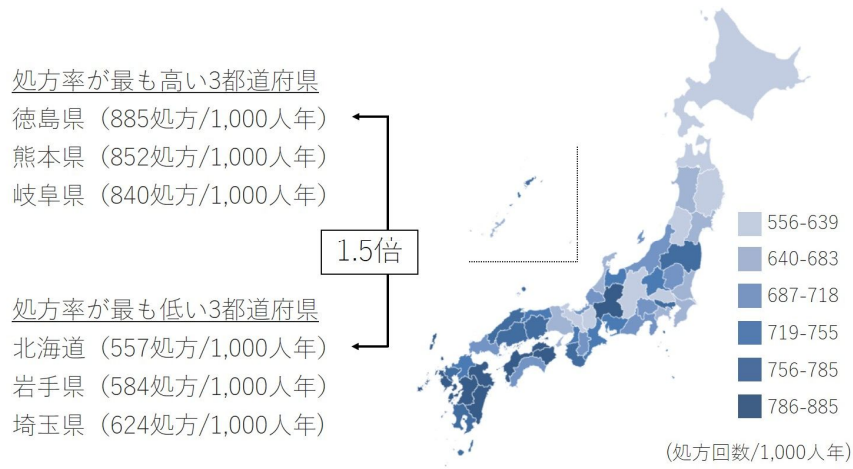 処方率が最も高い3都道府県
徳島県（885処方/1,000人年）
熊本県（852処方/1,000人年）
岐阜県（840処方/1,000人年）
1.5倍
処方率が最も低い3都道府県
北海道（557処方/1,000人年）
岩手県（584処方/1,000人年）
埼玉県（624処方/1,000人年）
556-639
640-683
687-718
719-755
756-785
786-885
(処方回数/1,000人年)